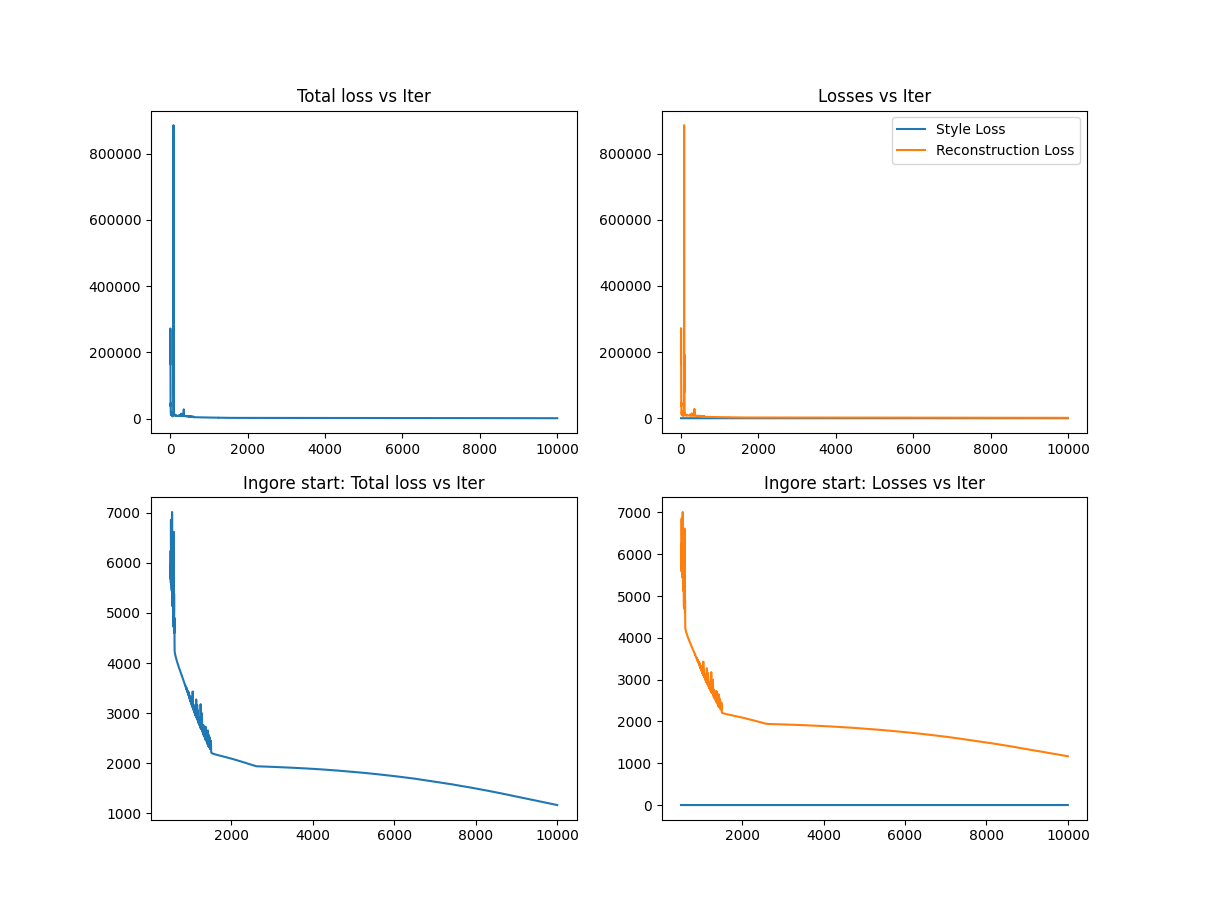 Total loss vs Iter
800000
600000
400000
200000
0
0 2000 4000 6000 8000 10000
Losses vs Iter
Style Loss
Reconstruction Loss
800000
600000
400000
200000
0
0 2000 4000 6000 8000 10000
Ingore start: Total loss vs Iter
7000
6000
5000
4000
3000
2000
1000
2000 4000 6000 8000 10000
Ingore start: Losses vs Iter
7000
6000
5000
4000
3000
2000
1000
0
2000 4000 6000 8000 10000